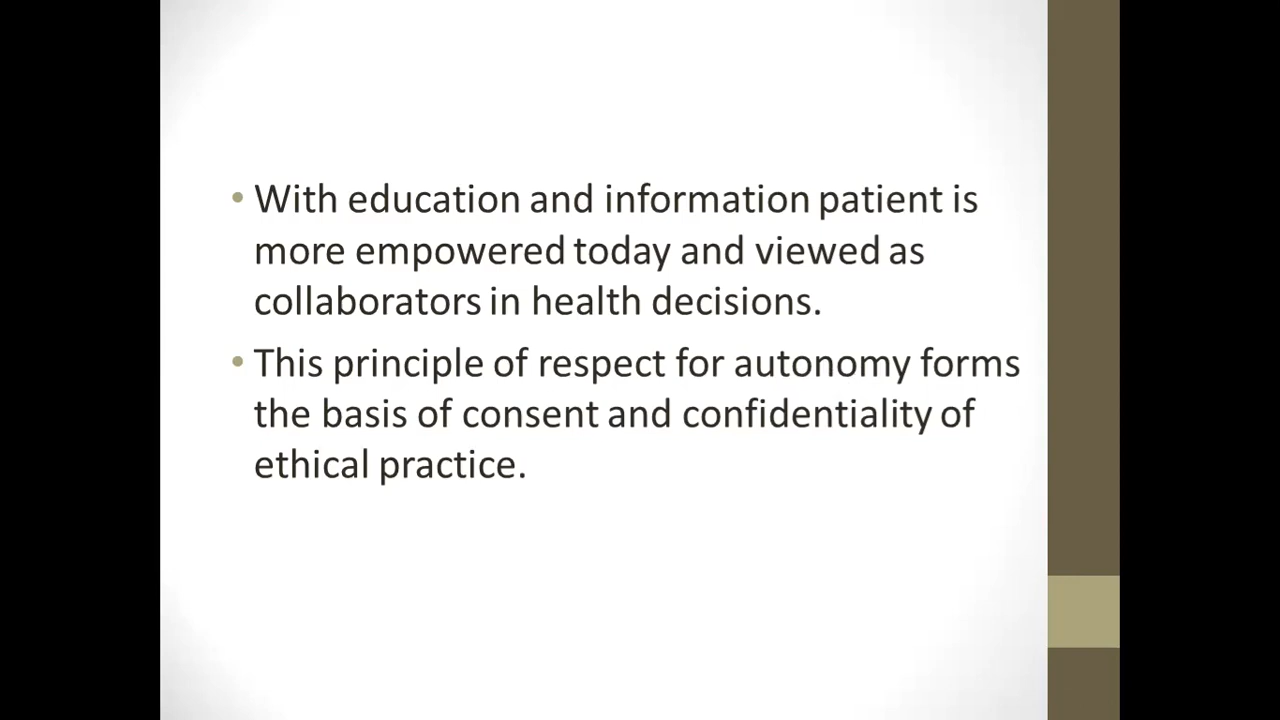 • With education and information patient is
more empowered today and viewed as
collaborators in health decisions.
• This principle of respect for autonomy forms
the basis of consent and confidentiality of
ethical practice.